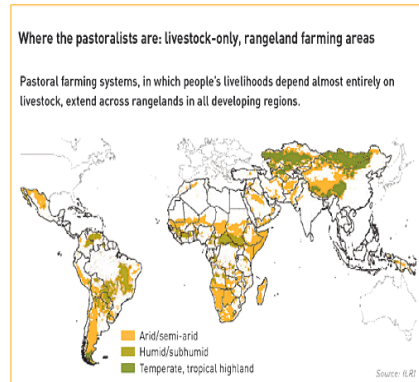 Where the pastoralists are: livestock-only, rangeland farming areas
Pastoral farming systems, in which people's livelihoods depend almost entirely on
livestock, extend across rangelands in all developing regions.
Arid/semi-arid
Humid/subhumid
Temperate, tropical highland
Source: ILRI